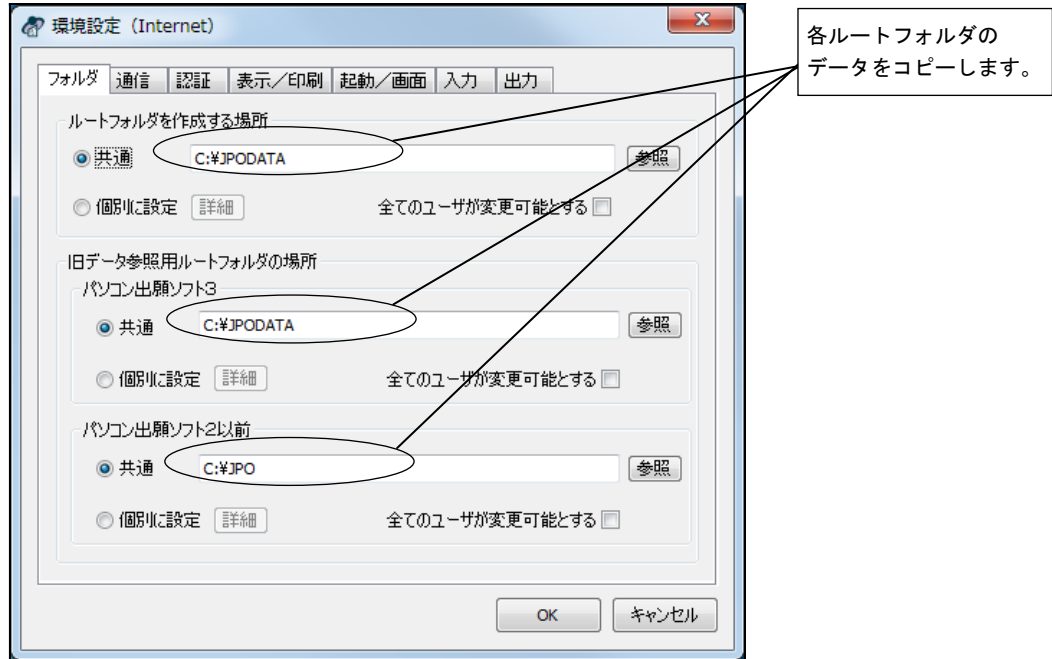 環境設定（Internet）
各ルートフォルダの
データをコピーします。
フォルダ 通信 認証 表示／印刷 起動／画面 入力 出力
ルートフォルダを作成する場所
共通 C:¥JPODATA 参照
個別に設定 詳細 全てのユーザが変更可能とする
旧データ参照用ルートフォルダの場所
パソコン出願ソフト3
共通 C:¥JPODATA 参照
個別に設定 詳細 全てのユーザが変更可能とする
パソコン出願ソフト2以前
共通 C:¥JPO 参照
個別に設定 詳細 全てのユーザが変更可能とする
OK キャンセル